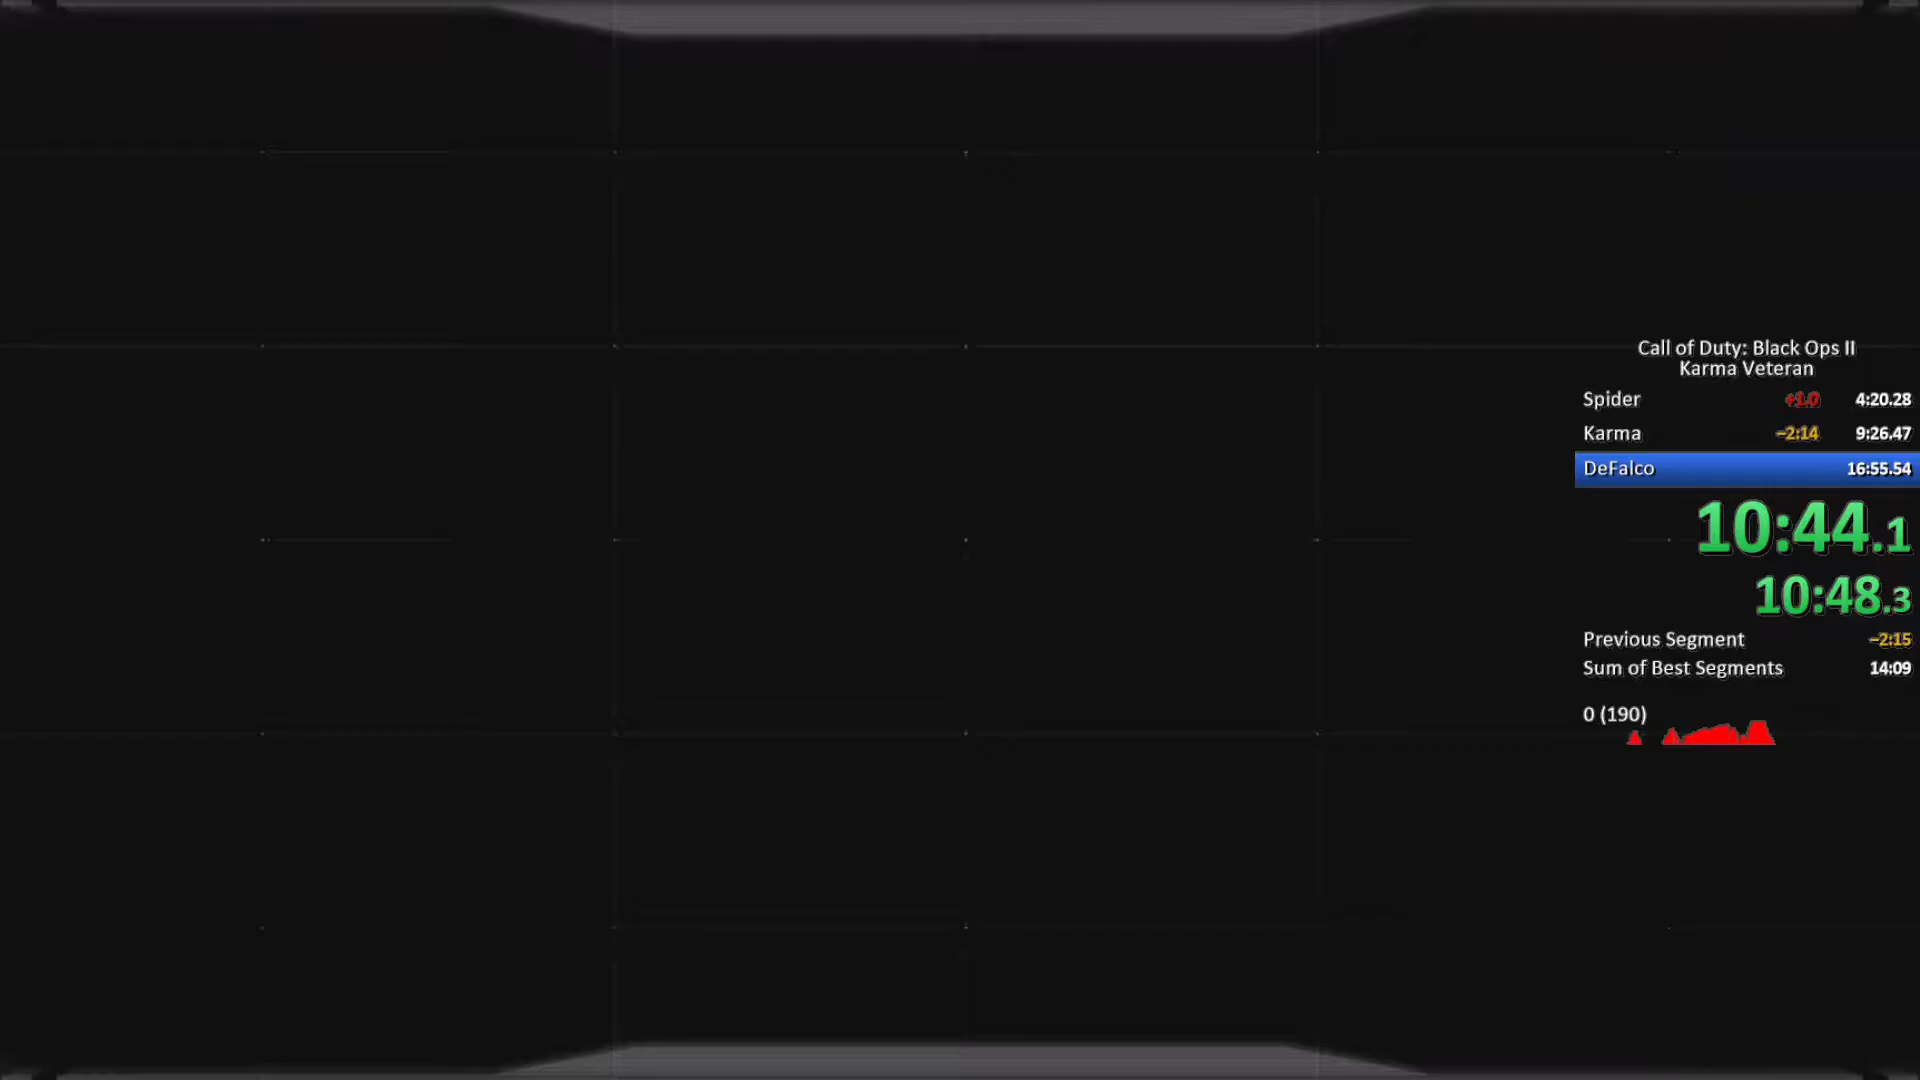 Call of Duty: Black Ops II
Karma Veteran
Spider +1.0 4:20.28
Karma −2:14 9:26.47
DeFalco 16:55.54
10:44.1
10:48.3
Previous Segment −2:15
Sum of Best Segments 14:09
0 (190)